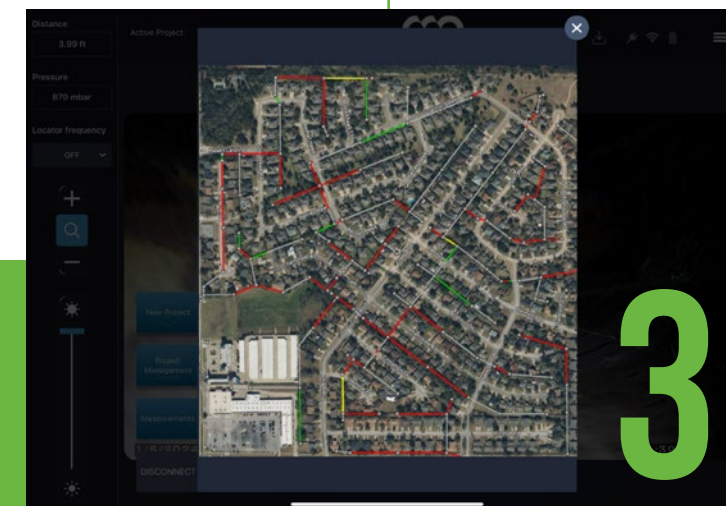 Distance
3.99 ft
Active Project:
Pressure
870 mbar
Locator frequency
OFF
New Project
Project
Management
Measurements
DISCONNECT
3